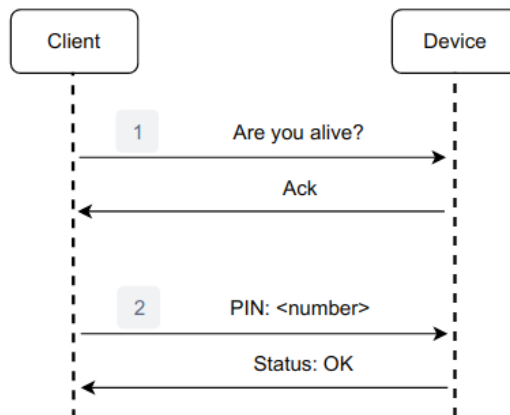 Client
Device
1
Are you alive?
Ack
2
PIN: <number>
Status: OK